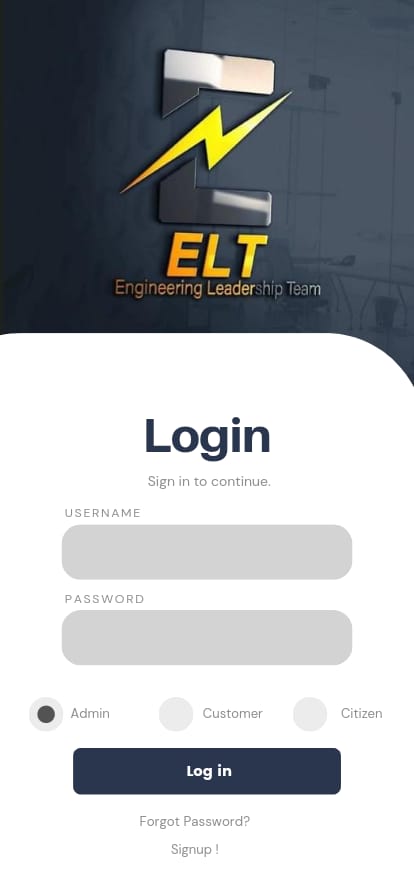 ELT
Engineering Leadership Team
Login
Sign in to continue.
USERNAME
PASSWORD
Admin Customer Citizen
Log in
Forgot Password?
Signup !